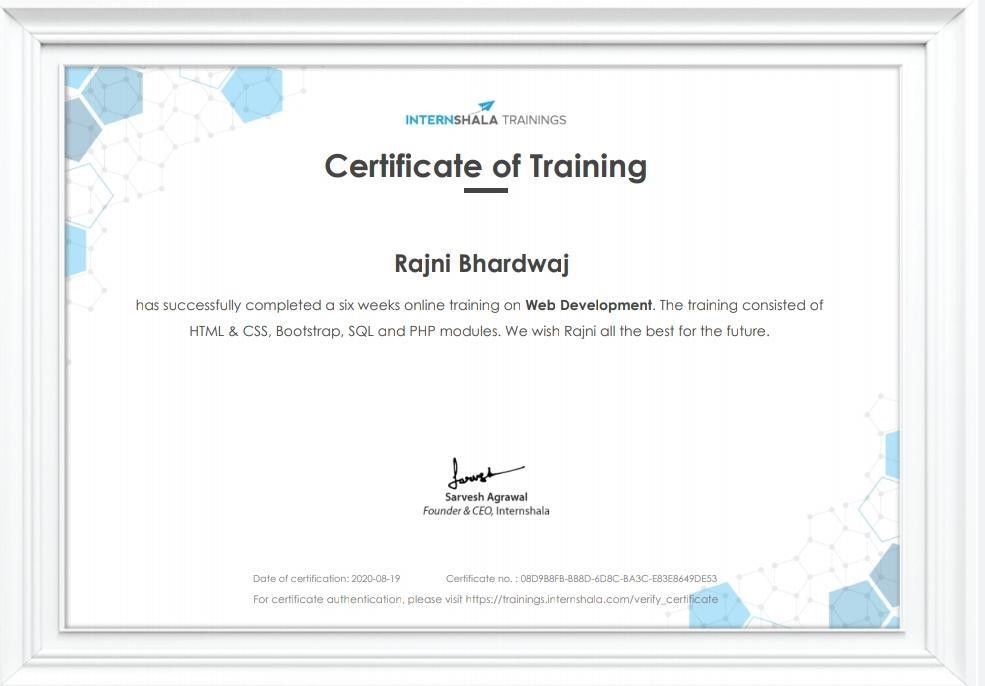 INTERNSHALA TRAININGS
Certificate of Training
Rajni Bhardwaj
has successfully completed a six weeks online training on Web Development. The training consisted of
HTML & CSS, Bootstrap, SQL and PHP modules. We wish Rajni all the best for the future.
Sarvesh
Sarvesh Agrawal
Founder & CEO, Internshala
Date of certification: 2020-08-19 Certificate no. : 08D9B8FB-BB8D-6D8C-BA3C-E83E8649DE53
For certificate authentication, please visit https://trainings.internshala.com/verify_certificate